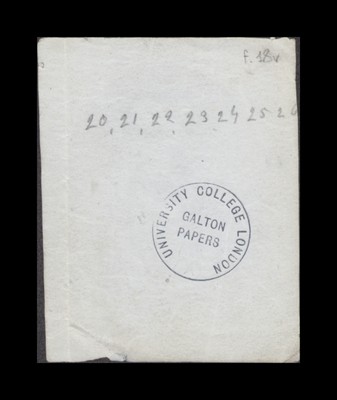 f. 18v
20, 21, 22, 23 24 25 26
UNIVERSITY COLLEGE LONDON
GALTON
PAPERS